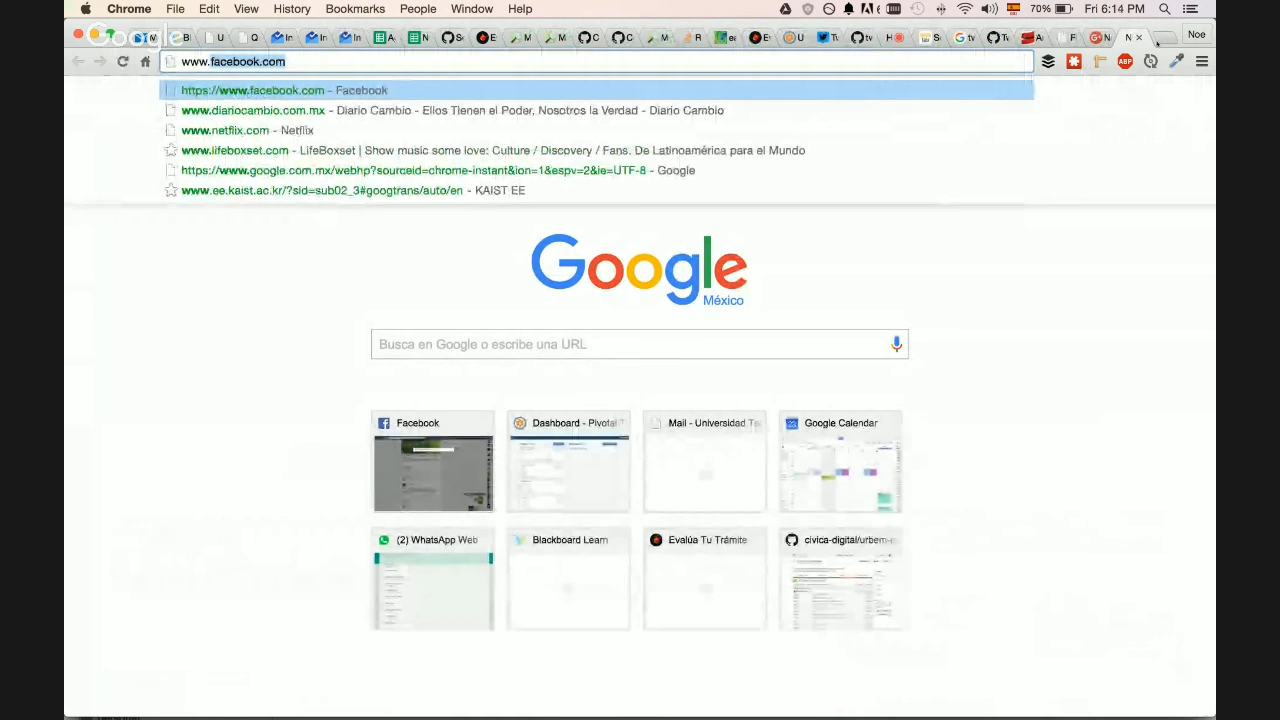 Chrome File Edit View History Bookmarks People Window Help 70% Fri 6:14 PM
Google
Noe
www.facebook.com
ABP
https://www.facebook.com - Facebook
www.diariocambio.com.mx - Diario Cambio - Ellos Tienen el Poder, Nosotros la Verdad - Diario Cambio
www.netflix.com - Netflix
www.lifeboxset.com - LifeBoxset | Show music some love: Culture / Discovery / Fans. De Latinoamérica para el Mundo
https://www.google.com.mx/webhp?sourceid=chrome-instant&ion=1&espv=2&ie=UTF-8 - Google
www.ee.kaist.ac.kr/?sid=sub02_3#googtrans/auto/en - KAIST EE
Google
México
Busca en Google o escribe una URL
Facebook Dashboard - Pivotal Mail - Universidad Google Calendar
(2) WhatsApp Web Blackboard Learn Evalúa Tu Trámite civica-digital/urbem-